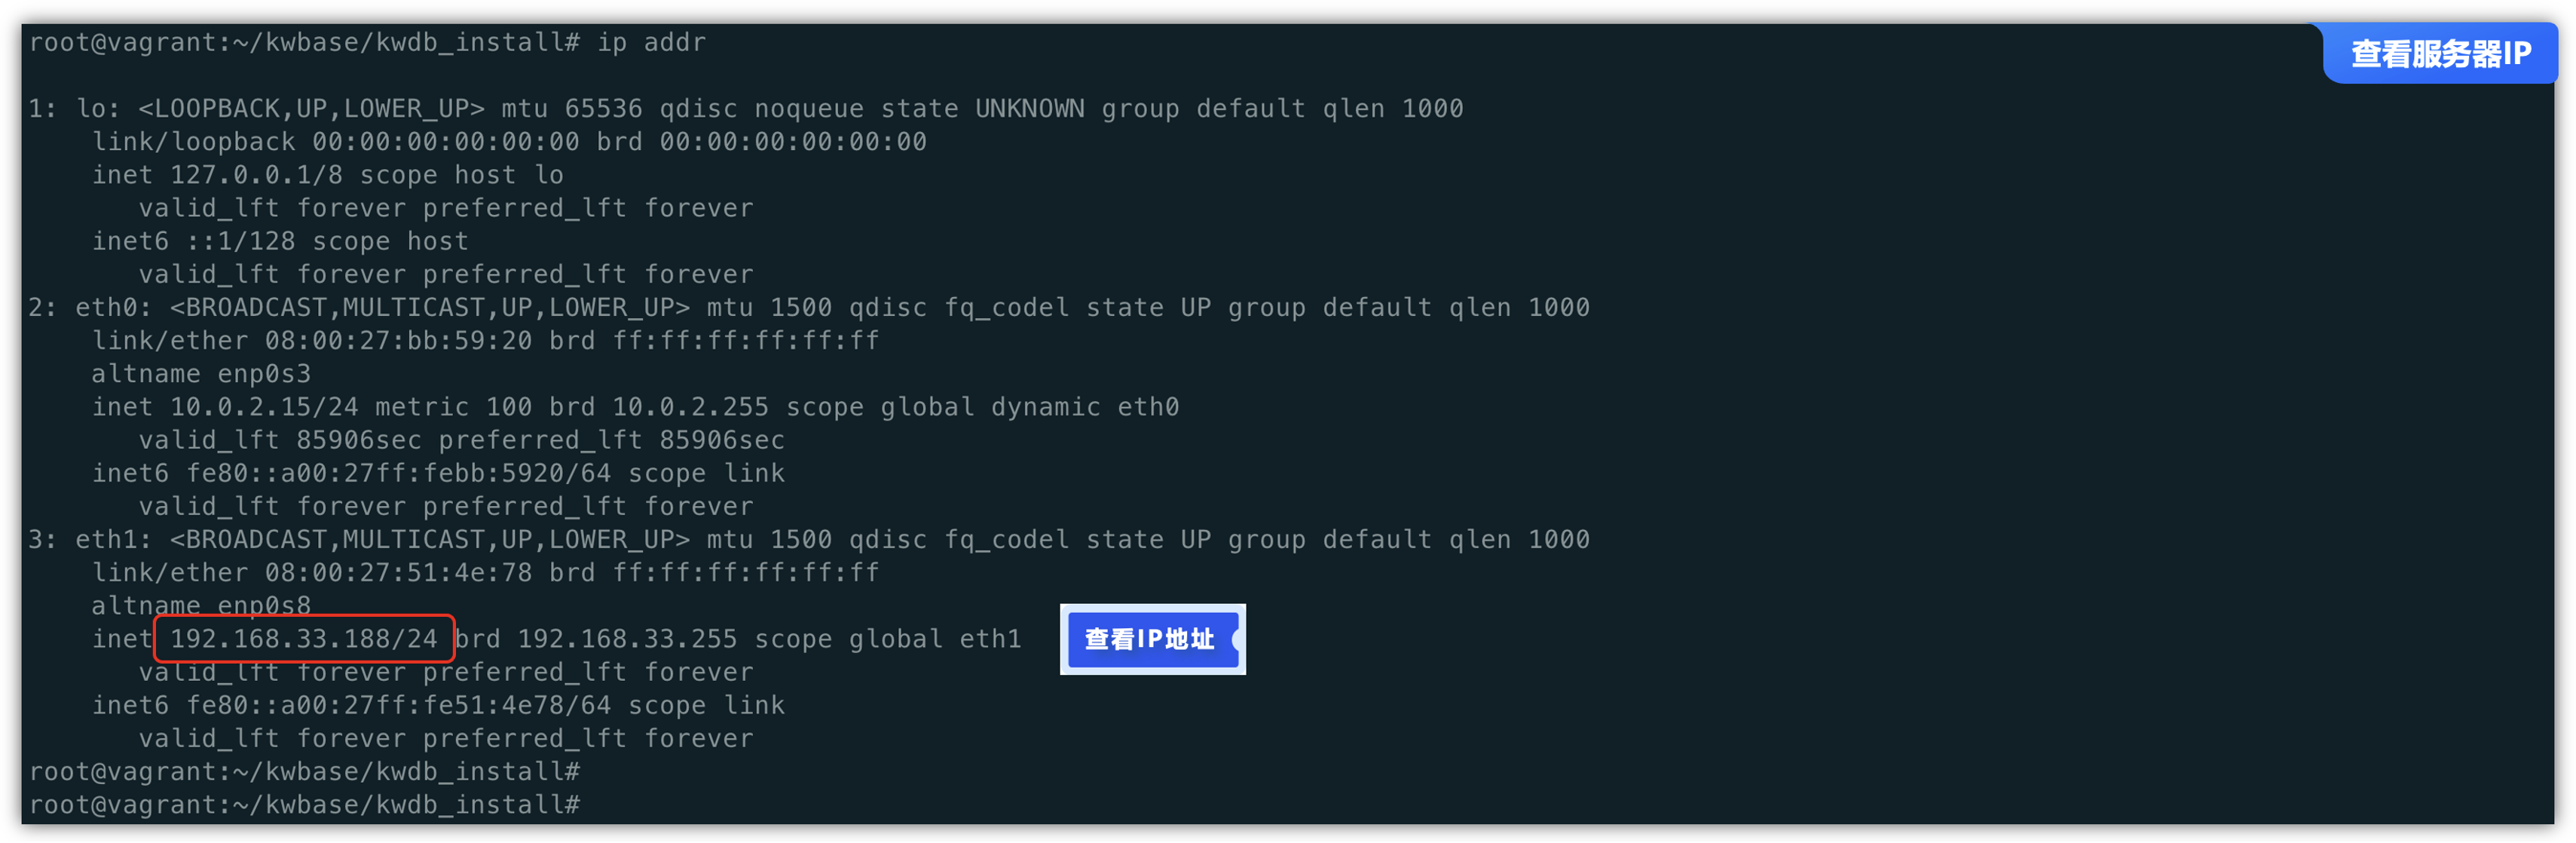 root@vagrant:~/kwbase/kwdb_install# ip addr
查看服务器IP
1: lo: <LOOPBACK,UP,LOWER_UP> mtu 65536 qdisc noqueue state UNKNOWN group default qlen 1000
link/loopback 00:00:00:00:00:00 brd 00:00:00:00:00:00
inet 127.0.0.1/8 scope host lo
valid_lft forever preferred_lft forever
inet6 ::1/128 scope host
valid_lft forever preferred_lft forever
2: eth0: <BROADCAST,MULTICAST,UP,LOWER_UP> mtu 1500 qdisc fq_codel state UP group default qlen 1000
link/ether 08:00:27:bb:59:20 brd ff:ff:ff:ff:ff:ff
altname enp0s3
inet 10.0.2.15/24 metric 100 brd 10.0.2.255 scope global dynamic eth0
valid_lft 85906sec preferred_lft 85906sec
inet6 fe80::a00:27ff:febb:5920/64 scope link
valid_lft forever preferred_lft forever
3: eth1: <BROADCAST,MULTICAST,UP,LOWER_UP> mtu 1500 qdisc fq_codel state UP group default qlen 1000
link/ether 08:00:27:51:4e:78 brd ff:ff:ff:ff:ff:ff
altname enp0s8
inet 192.168.33.188/24 brd 192.168.33.255 scope global eth1
查看IP地址
valid_lft forever preferred_lft forever
inet6 fe80::a00:27ff:fe51:4e78/64 scope link
valid_lft forever preferred_lft forever
root@vagrant:~/kwbase/kwdb_install#
root@vagrant:~/kwbase/kwdb_install#